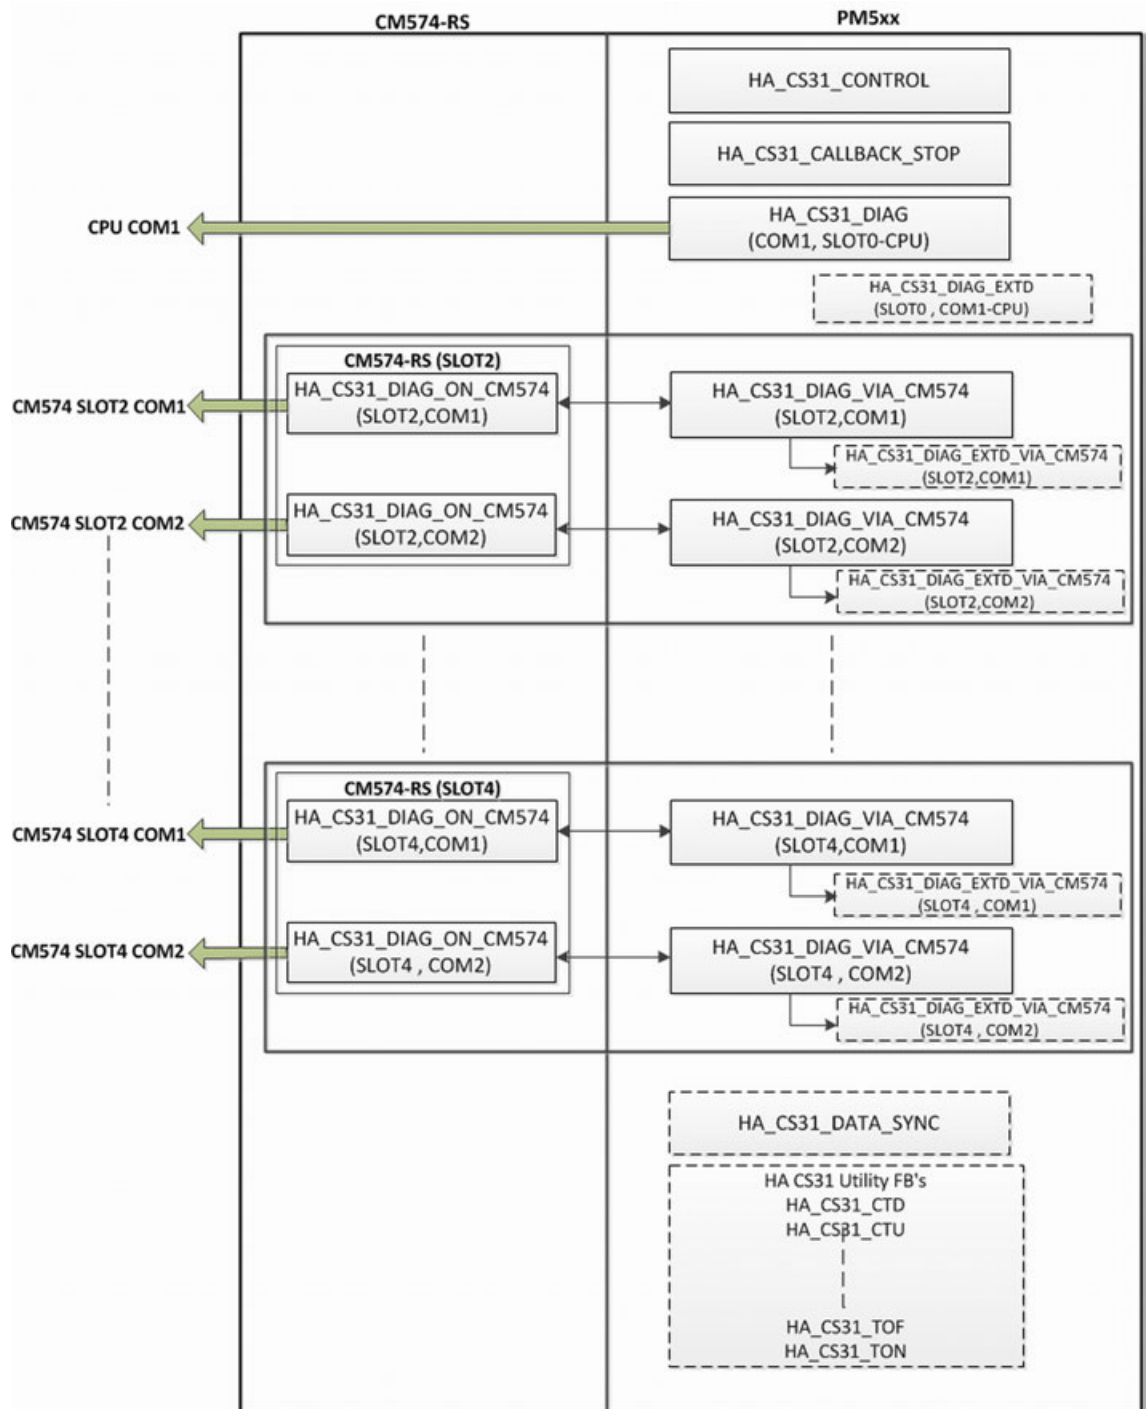 CM574-RS
PM5xx
HA_CS31_CONTROL
HA_CS31_CALLBACK_STOP
CPU COM1
HA_CS31_DIAG
(COM1, SLOT0-CPU)
HA_CS31_DIAG_EXTD
(SLOT0 , COM1-CPU)
CM574-RS (SLOT2)
CM574 SLOT2 COM1
HA_CS31_DIAG_ON_CM574
(SLOT2,COM1)
HA_CS31_DIAG_VIA_CM574
(SLOT2,COM1)
HA_CS31_DIAG_EXTD_VIA_CM574
(SLOT2,COM1)
CM574 SLOT2 COM2
HA_CS31_DIAG_ON_CM574
(SLOT2,COM2)
HA_CS31_DIAG_VIA_CM574
(SLOT2,COM2)
HA_CS31_DIAG_EXTD_VIA_CM574
(SLOT2,COM2)
CM574-RS (SLOT4)
CM574 SLOT4 COM1
HA_CS31_DIAG_ON_CM574
(SLOT4,COM1)
HA_CS31_DIAG_VIA_CM574
(SLOT4,COM1)
HA_CS31_DIAG_EXTD_VIA_CM574
(SLOT4 , COM1)
CM574 SLOT4 COM2
HA_CS31_DIAG_ON_CM574
(SLOT4 , COM2)
HA_CS31_DIAG_VIA_CM574
(SLOT4 , COM2)
HA_CS31_DIAG_EXTD_VIA_CM574
(SLOT4 , COM2)
HA_CS31_DATA_SYNC
HA CS31 Utility FB's
HA_CS31_CTD
HA_CS31_CTU
HA_CS31_TOF
HA_CS31_TON